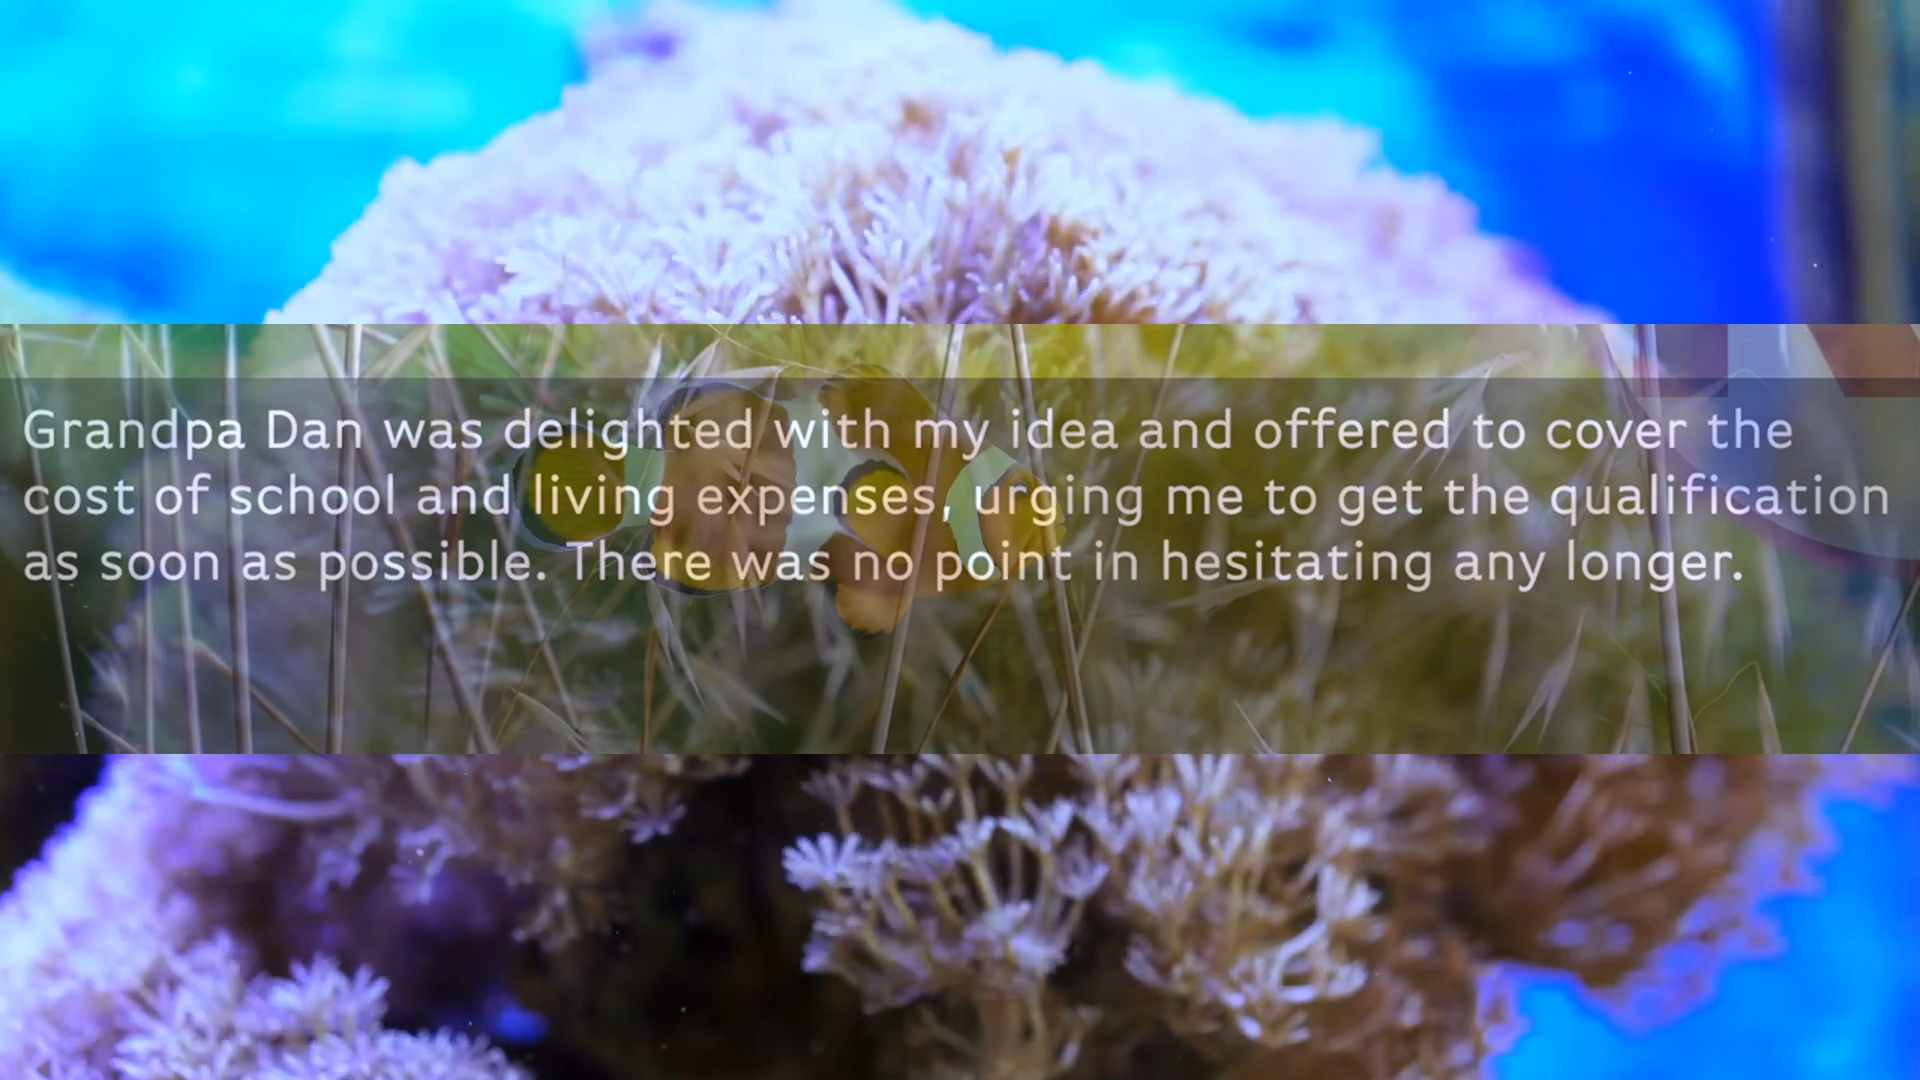 Grandpa Dan was delighted with my idea and offered to cover the
cost of school and living expenses, urging me to get the qualification
as soon as possible. There was no point in hesitating any longer.